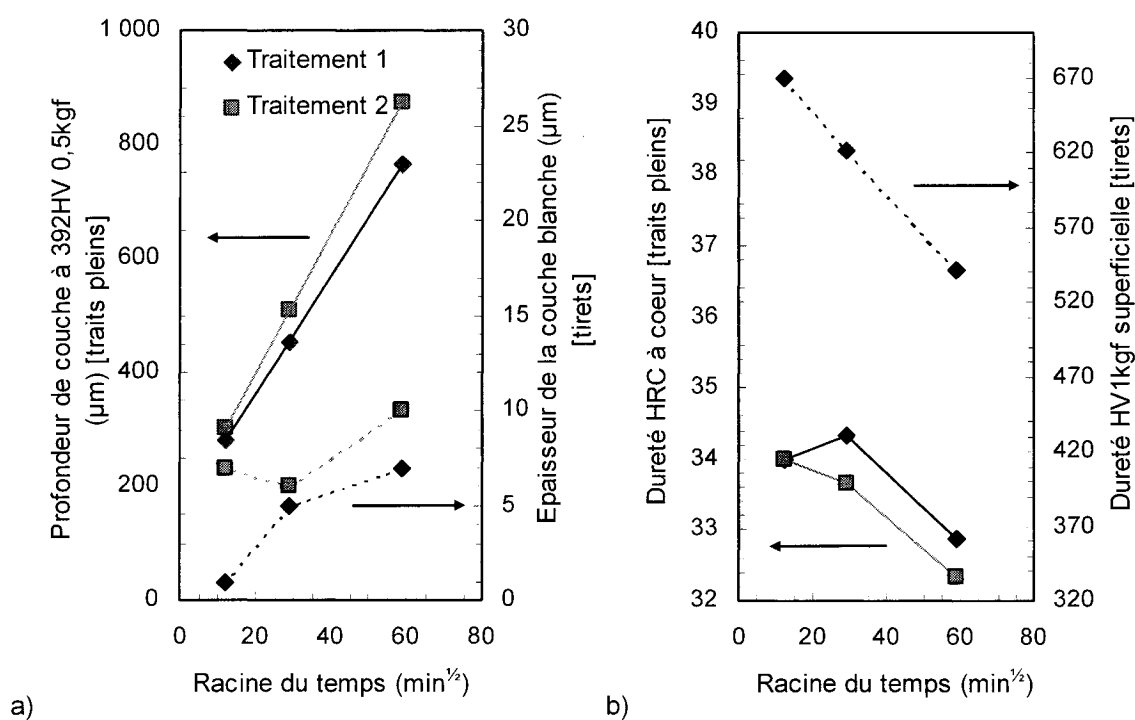 1 000
800
600
400
200
0
30
25
20
15
10
5
0
0 20 40 60 80
Traitement 1
Traitement 2
Profondeur de couche à 392HV 0,5kgf
(µm) [traits pleins]
Epaisseur de la couche blanche (µm)
[tirets]
Racine du temps (min½)
a)
40
39
38
37
36
35
34
33
32
670
620
570
520
470
420
370
320
0 20 40 60 80
Dureté HRC à coeur [traits pleins]
Dureté HV1kgf superficielle [tirets]
Racine du temps (min½)
b)